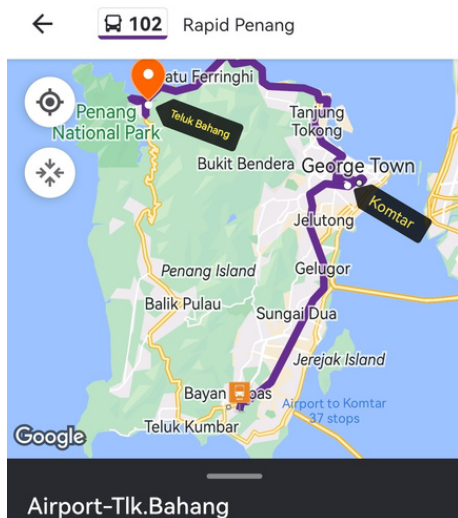 102 Rapid Penang
Batu Ferringhi
Penang
National Park
Teluk Bahang
Tanjung
Tokong
Bukit Bendera
George Town
Komtar
Jelutong
Penang Island
Gelugor
Balik Pulau
Sungai Dua
Jerejak Island
Bayan Lepas
Airport to Komtar
37 stops
Teluk Kumbar
Google
Airport-Tlk.Bahang